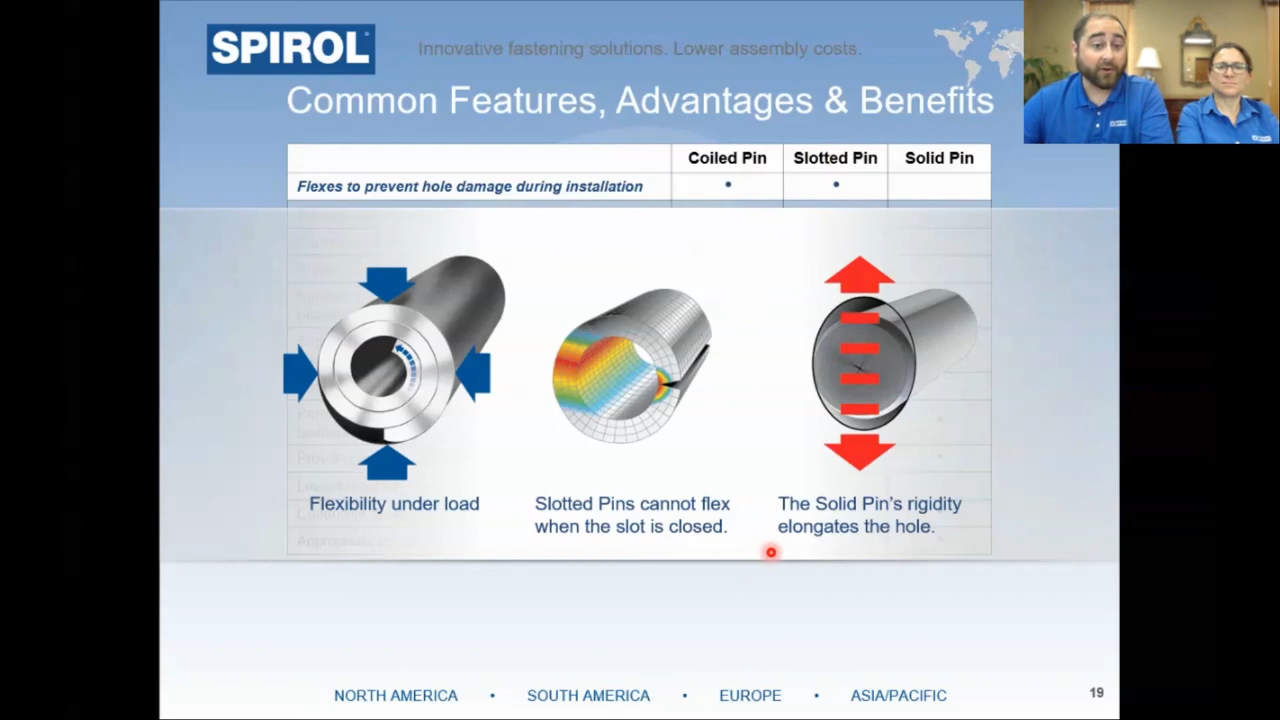 SPIROL
Innovative fastening solutions. Lower assembly costs.
Common Features, Advantages & Benefits
Coiled Pin Slotted Pin Solid Pin
Flexes to prevent hole damage during installation • •
Flexibility under load
Slotted Pins cannot flex
when the slot is closed.
The Solid Pin's rigidity
elongates the hole.
NORTH AMERICA • SOUTH AMERICA • EUROPE • ASIA/PACIFIC
19